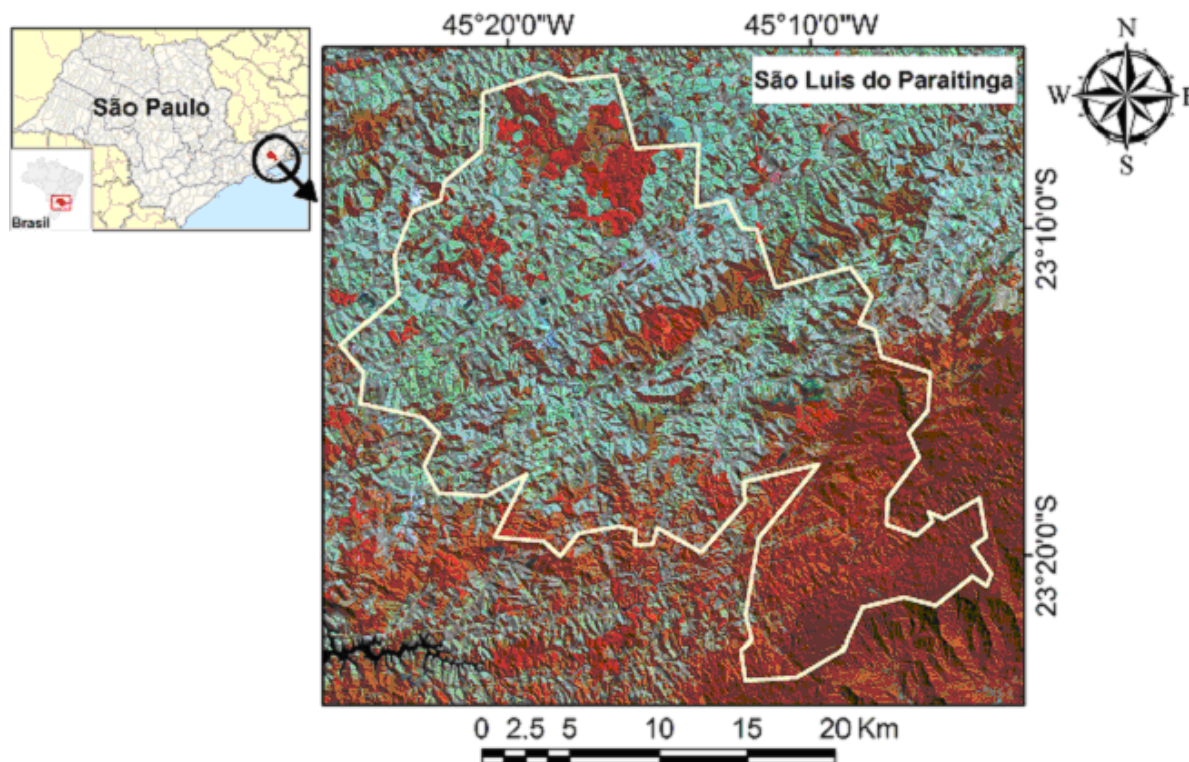 45°20'0"W
45°10'0"W
São Paulo
Brasil
São Luis do Paraitinga
N
W
E
S
23°10'0"S
23°20'0"S
0 2.5 5 10 15 20 Km